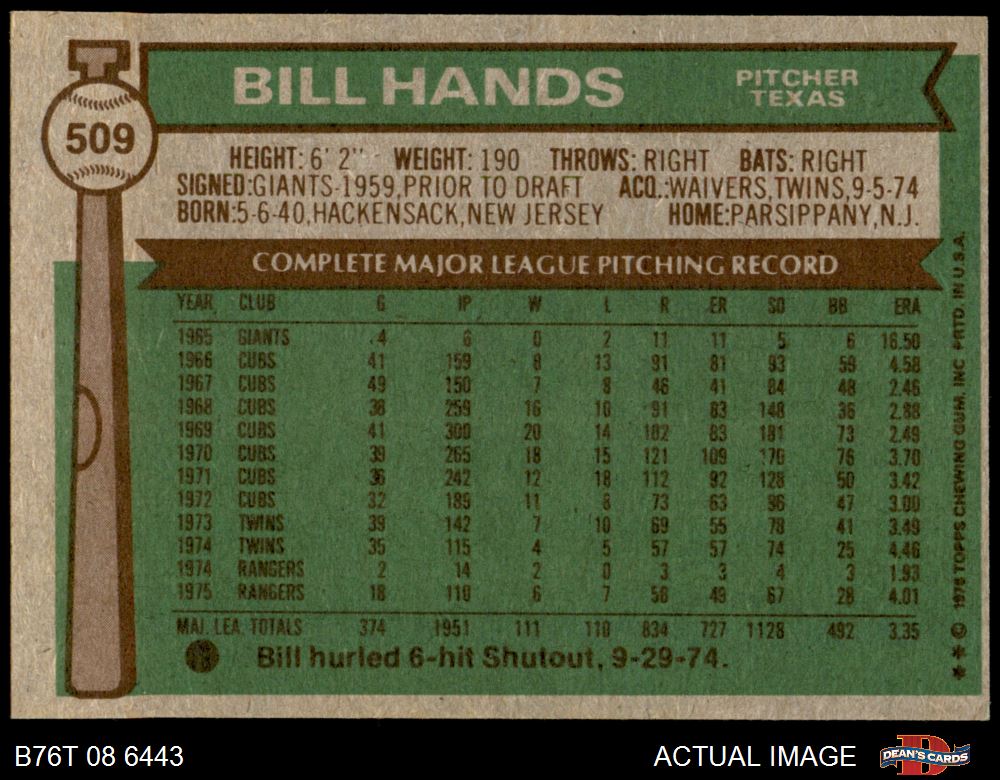 BILL HANDS
PITCHER
TEXAS
509
HEIGHT: 6' 2" WEIGHT: 190 THROWS: RIGHT BATS: RIGHT
SIGNED:GIANTS-1959,PRIOR TO DRAFT ACQ.:WAIVERS,TWINS,9-5-74
BORN:5-6-40,HACKENSACK,NEW JERSEY HOME:PARSIPPANY,N.J.
COMPLETE MAJOR LEAGUE PITCHING RECORD
YEAR CLUB G IP W L R ER SO BB ERA
1965 GIANTS 4 6 0 2 11 11 5 6 16.50
1966 CUBS 41 159 8 13 91 81 93 59 4.58
1967 CUBS 49 150 7 8 46 41 84 48 2.46
1968 CUBS 38 259 16 10 91 83 148 36 2.88
1969 CUBS 41 300 20 14 102 83 181 73 2.49
1970 CUBS 39 265 18 15 121 109 170 76 3.70
1971 CUBS 36 242 12 18 112 92 128 50 3.42
1972 CUBS 32 189 11 8 73 63 96 47 3.00
1973 TWINS 39 142 7 10 69 55 78 41 3.49
1974 TWINS 35 115 4 5 57 57 74 25 4.46
1974 RANGERS 2 14 2 0 3 3 4 3 1.93
1975 RANGERS 18 110 6 7 56 49 67 28 4.01
MAJ. LEA. TOTALS 374 1951 111 110 834 727 1128 492 3.35
Bill hurled 6-hit Shutout, 9-29-74.
* * © 1976 TOPPS CHEWING GUM, INC. PRTD. IN U.S.A.
B76T 08 6443
ACTUAL IMAGE
D
DEAN'S CARDS